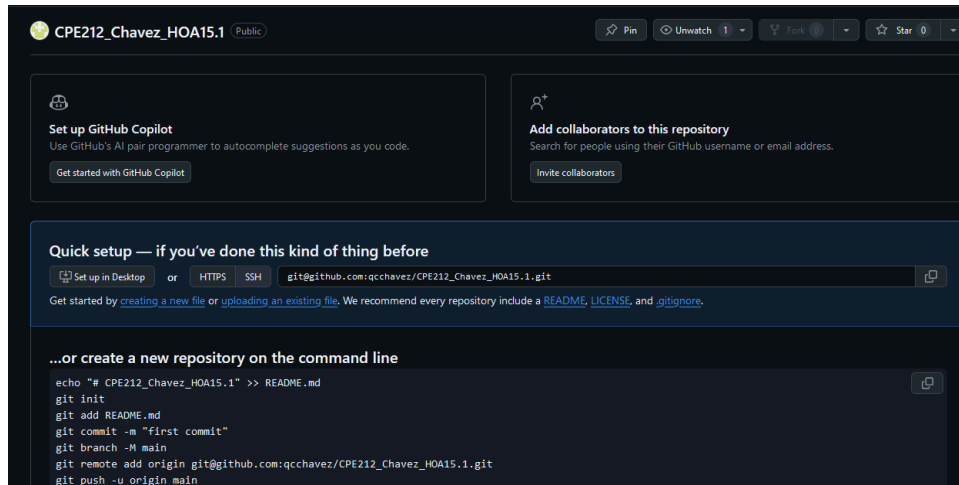 CPE212_Chavez_HOA15.1 Public
Pin
Unwatch 1
Fork 0
Star 0
Set up GitHub Copilot
Use GitHub's AI pair programmer to autocomplete suggestions as you code.
Get started with GitHub Copilot
Add collaborators to this repository
Search for people using their GitHub username or email address.
Invite collaborators
Quick setup — if you've done this kind of thing before
Set up in Desktop or HTTPS SSH git@github.com:qcchavez/CPE212_Chavez_HOA15.1.git
Get started by creating a new file or uploading an existing file. We recommend every repository include a README, LICENSE, and .gitignore.
...or create a new repository on the command line
echo "# CPE212_Chavez_HOA15.1" >> README.md
git init
git add README.md
git commit -m "first commit"
git branch -M main
git remote add origin git@github.com:qcchavez/CPE212_Chavez_HOA15.1.git
git push -u origin main